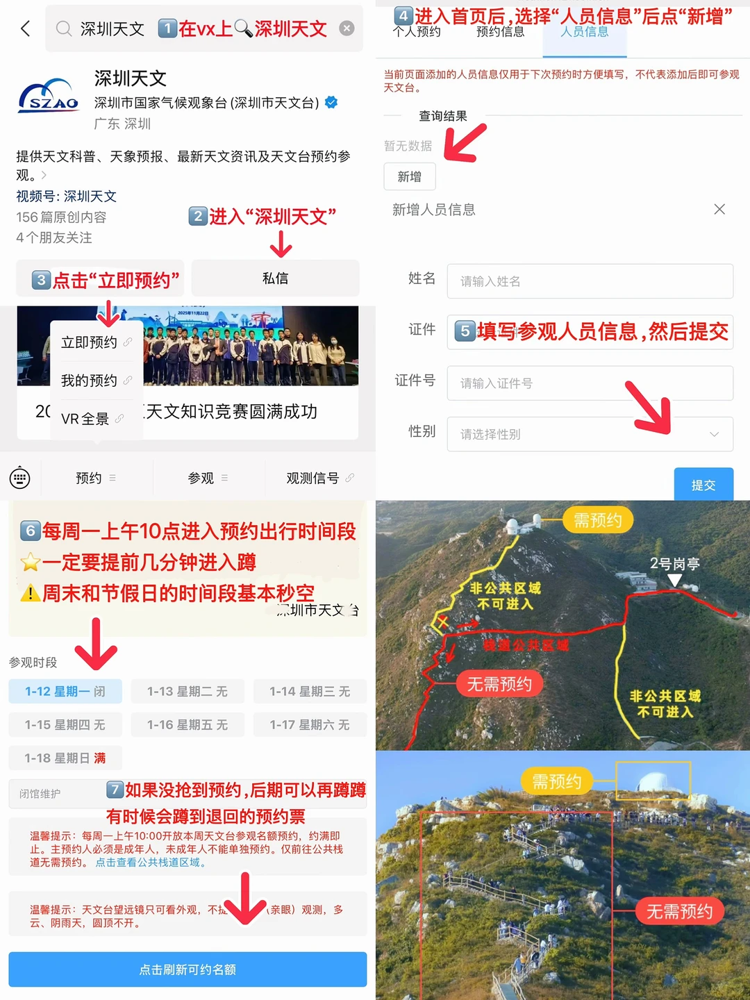 深圳天文
1在vx上🔍深圳天文
深圳天文
SZAO
深圳市国家气候观象台(深圳市天文台)
广东 深圳
提供天文科普、天象预报、最新天文资讯及天文台预约参
观。
视频号: 深圳天文
156篇原创内容
4个朋友关注
2进入“深圳天文”
3点击“立即预约”
私信
2025年11月22日
立即预约
我的预约
VR全景
天文知识竞赛圆满成功
预约
参观
观测信号
4进入首页后,选择“人员信息”后点“新增”
个人预约
预约信息
人员信息
当前页面添加的人员信息仅用于下次预约时方便填写，不代表添加后即可参观
天文台。
查询结果
暂无数据
新增
新增人员信息
姓名
请输入姓名
证件
5填写参观人员信息,然后提交
证件号
请输入证件号
性别
请选择性别
提交
6每周一上午10点进入预约出行时间段
⭐一定要提前几分钟进入蹲
⚠️周末和节假日的时间段基本秒空
深圳市天文台
参观时段
1-12 星期一 闭
1-13 星期二 无
1-14 星期三 无
1-15 星期四 无
1-16 星期五 无
1-17 星期六 无
1-18 星期日 满
闭馆维护
7如果没抢到预约,后期可以再蹲蹲
有时候会蹲到退回的预约票
温馨提示：每周一上午10:00开放本周天文台参观名额预约，约满即
止。主预约人必须是成年人，未成年人不能单独预约。仅前往公共栈
道无需预约。 点击查看公共栈道区域。
温馨提示：天文台望远镜只可看外观，不提（亲眼）观测，多
云、阴雨天，圆顶不开。
点击刷新可约名额
需预约
2号岗亭
非公共区域
不可进入
栈道公共区域
无需预约
非公共区域
不可进入
需预约
无需预约